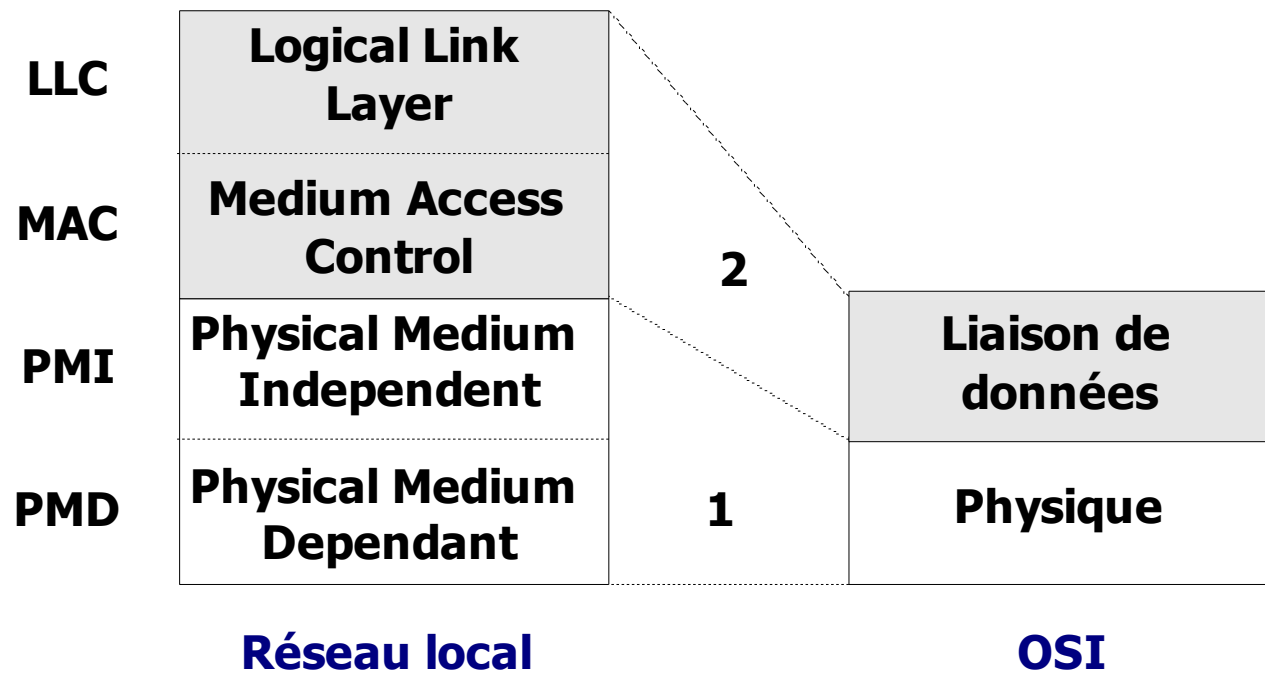 LLC
Logical Link
Layer
MAC
Medium Access
Control
2
PMI
Physical Medium
Independent
Liaison de
données
PMD
Physical Medium
Dependant
1
Physique
Réseau local
OSI